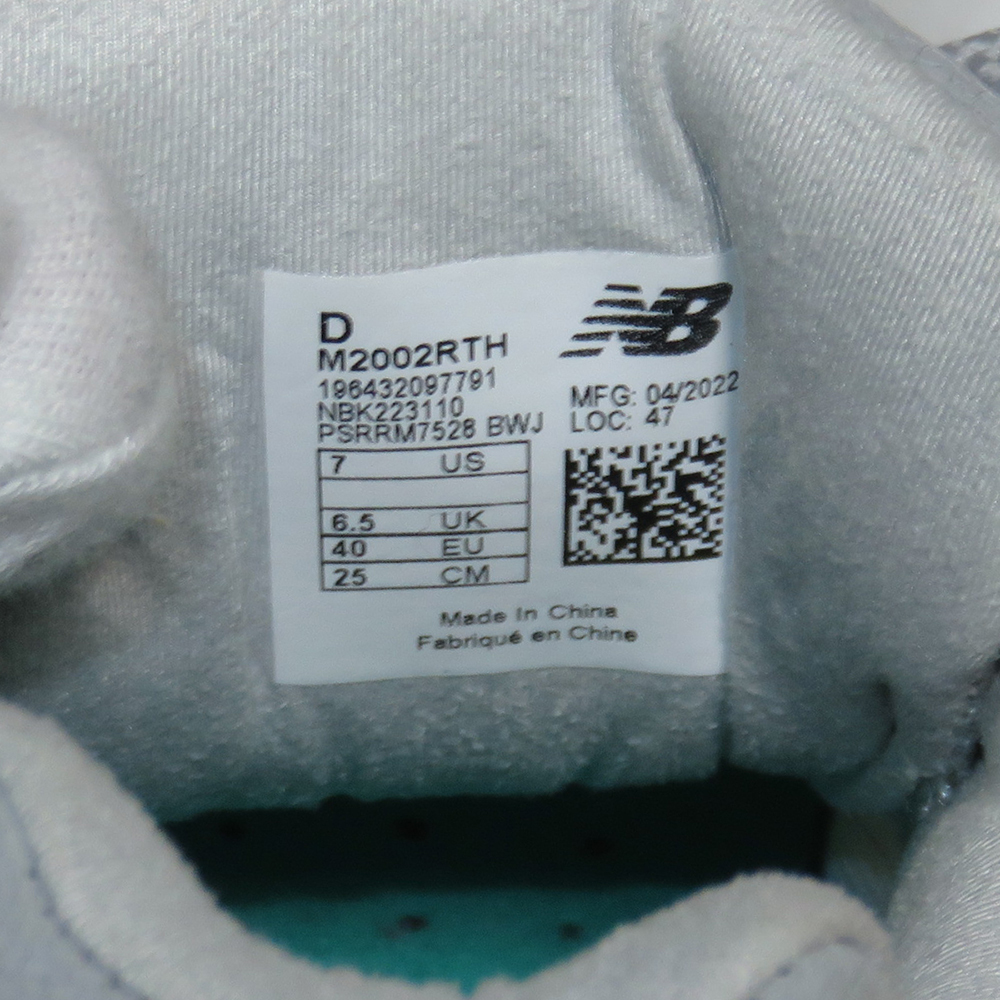 D
M2002RTH
196432097791
NBK223110
PSRRM7528 BWJ
NB
MFG: 04/2022
LOC: 47
7 US
6.5 UK
40 EU
25 CM
Made In China
Fabriqué en Chine